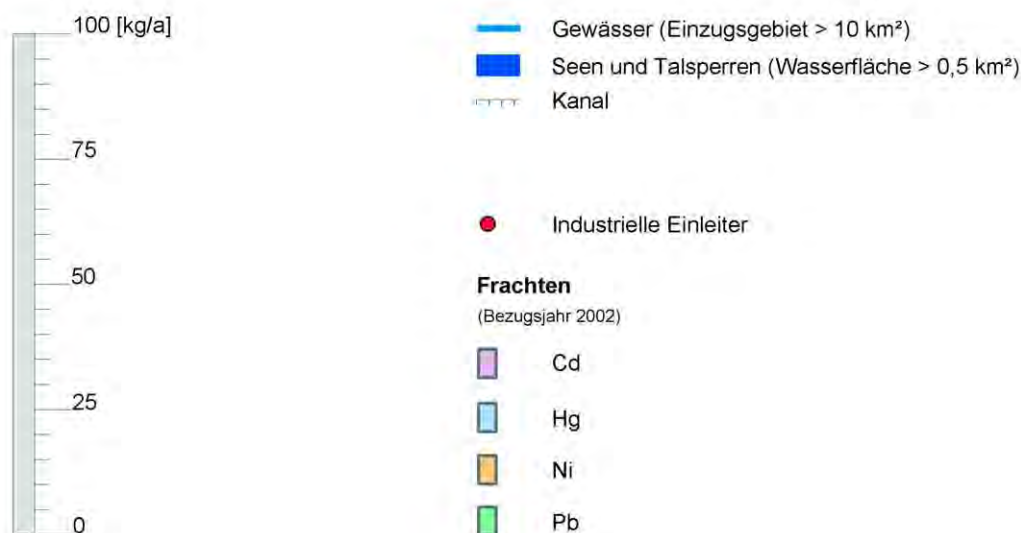 100 [kg/a]
75
50
25
0
Gewässer (Einzugsgebiet > 10 km²)
Seen und Talsperren (Wasserfläche > 0,5 km²)
Kanal
Industrielle Einleiter
Frachten
(Bezugsjahr 2002)
Cd
Hg
Ni
Pb